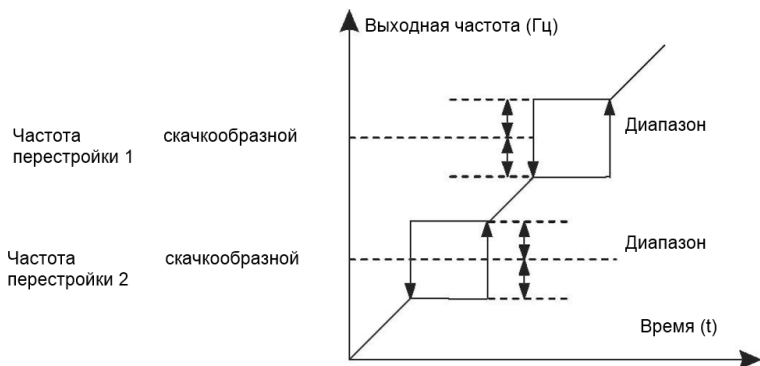 Выходная частота (Гц)
Частота скачкообразной
перестройки 1
Диапазон
Частота скачкообразной
перестройки 2
Диапазон
Время (t)